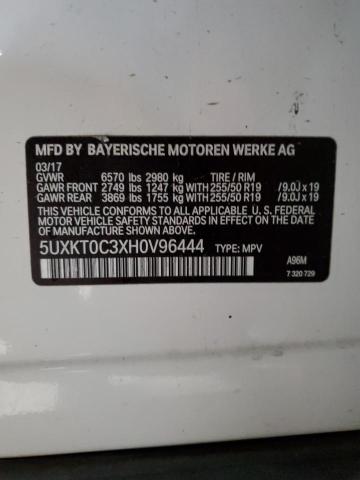 MFD BY BAYERISCHE MOTOREN WERKE AG
03/17
GVWR 6570 lbs 2980 kg TIRE / RIM
GAWR FRONT 2749 lbs 1247 kg WITH 255/50 R19 /9.0J x 19
GAWR REAR 3869 lbs 1755 kg WITH 255/50 R19 /9.0J x 19
THIS VEHICLE CONFORMS TO ALL APPLICABLE U. S. FEDERAL
MOTOR VEHICLE SAFETY STANDARDS IN EFFECT ON THE DATE
OF MANUFACTURE SHOWN ABOVE.
5UXKT0C3XH0V96444 TYPE: MPV
A96M
7 320 729